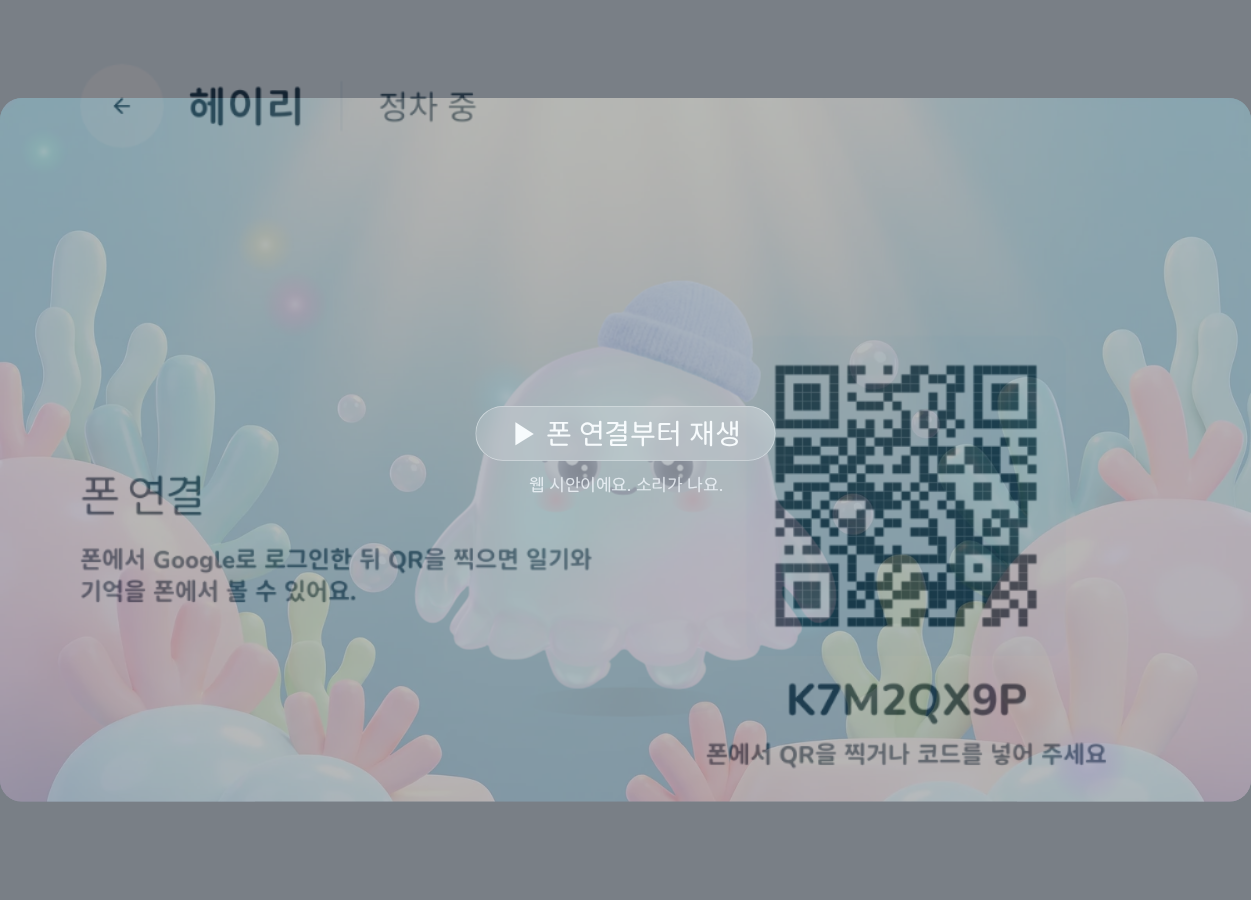 헤이리
정차 중
▶ 폰 연결부터 재생
웹 시안이에요. 소리가 나요.
폰 연결
폰에서 Google로 로그인한 뒤 QR을 찍으면 일기와
기억을 폰에서 볼 수 있어요.
K7M2QX9P
폰에서 QR을 찍거나 코드를 넣어 주세요